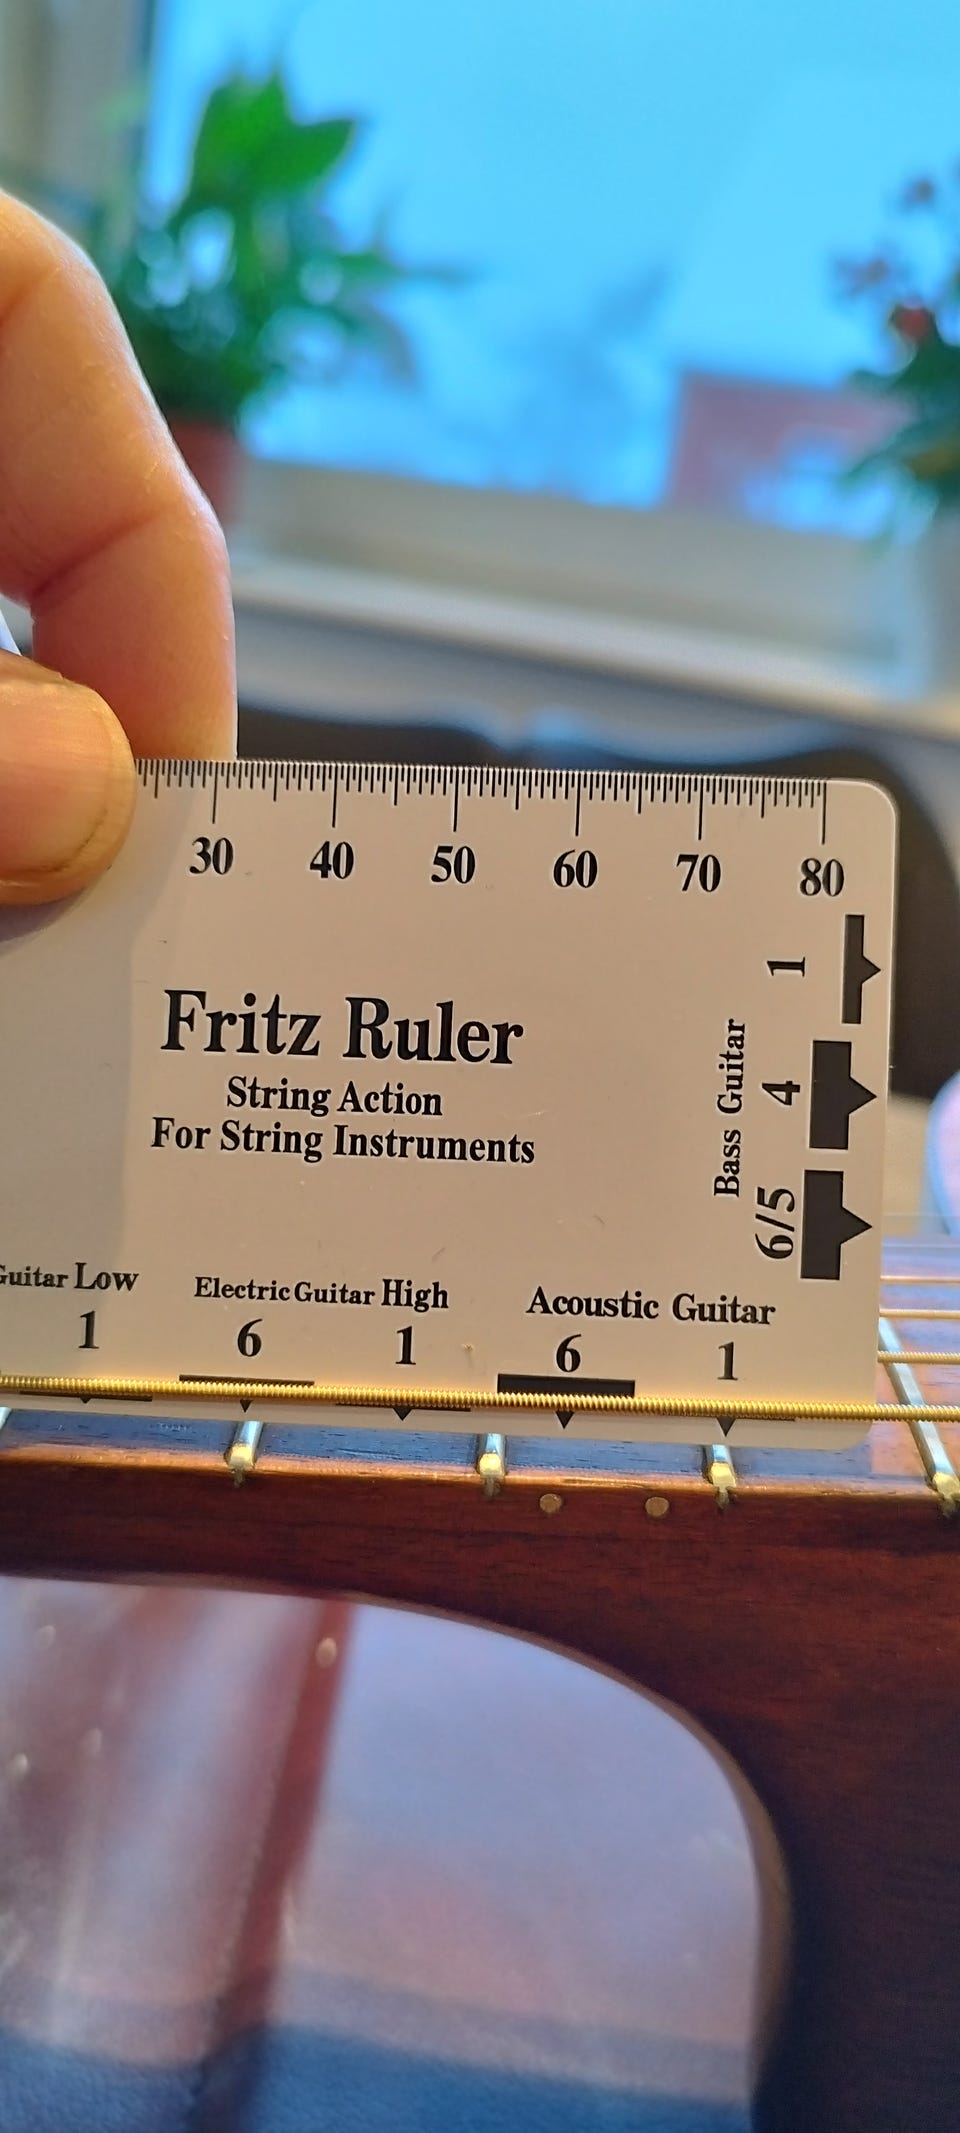 30 40 50 60 70 80
Fritz Ruler
String Action
For String Instruments
Bass Guitar
1
4
6/5
Guitar Low
1
Electric Guitar High
6 1
Acoustic Guitar
6 1